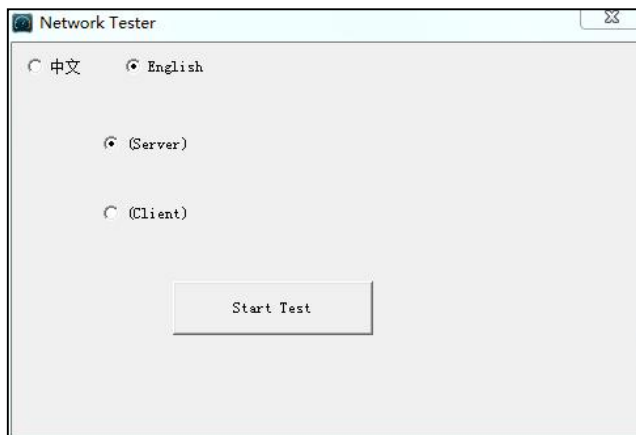 Network Tester
中文 English
(Server)
(Client)
Start Test